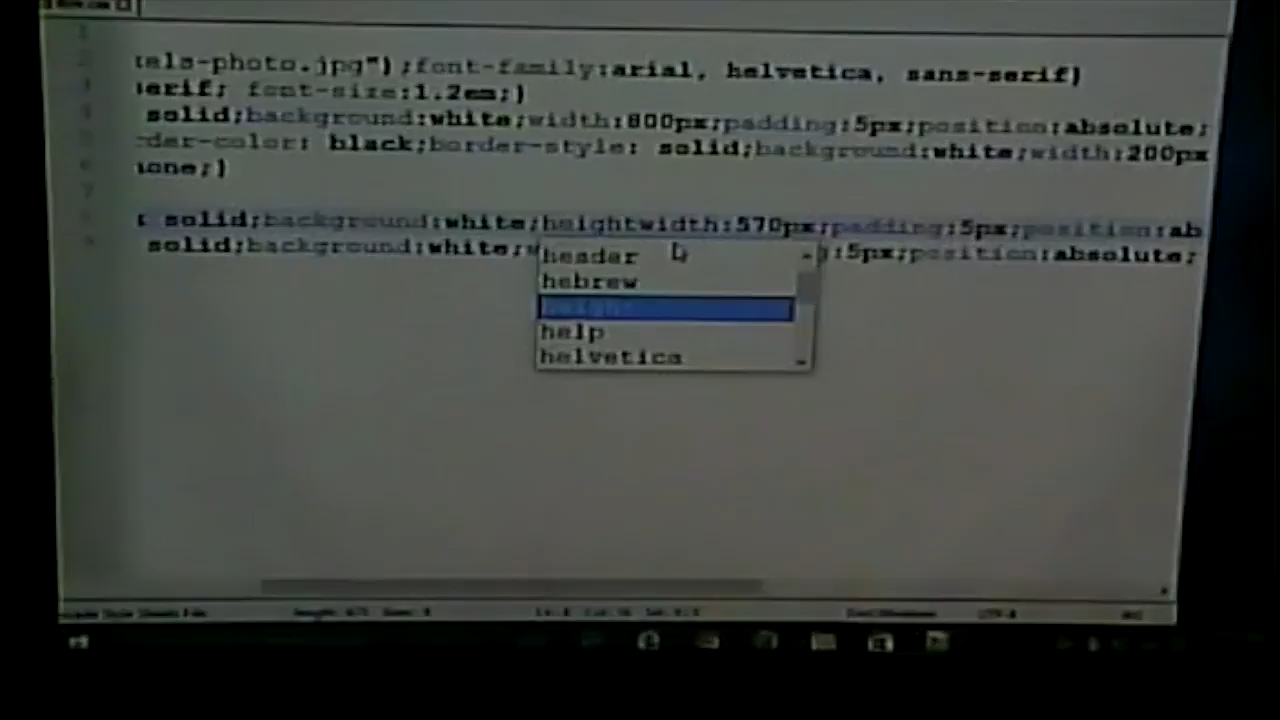 els-photo.jpg");font-family:arial, helvetica, sans-serif}
serif; font-size:1.2em;}
solid;background:white;width:800px;padding:5px;position:absolute;
der-color: black;border-style: solid;background:white;width:200px
none;}
solid;background:white;heightwidth:570px;padding:5px;position:ab
solid;background:white; :5px;position:absolute;
header
hebrew
height
help
helvetica